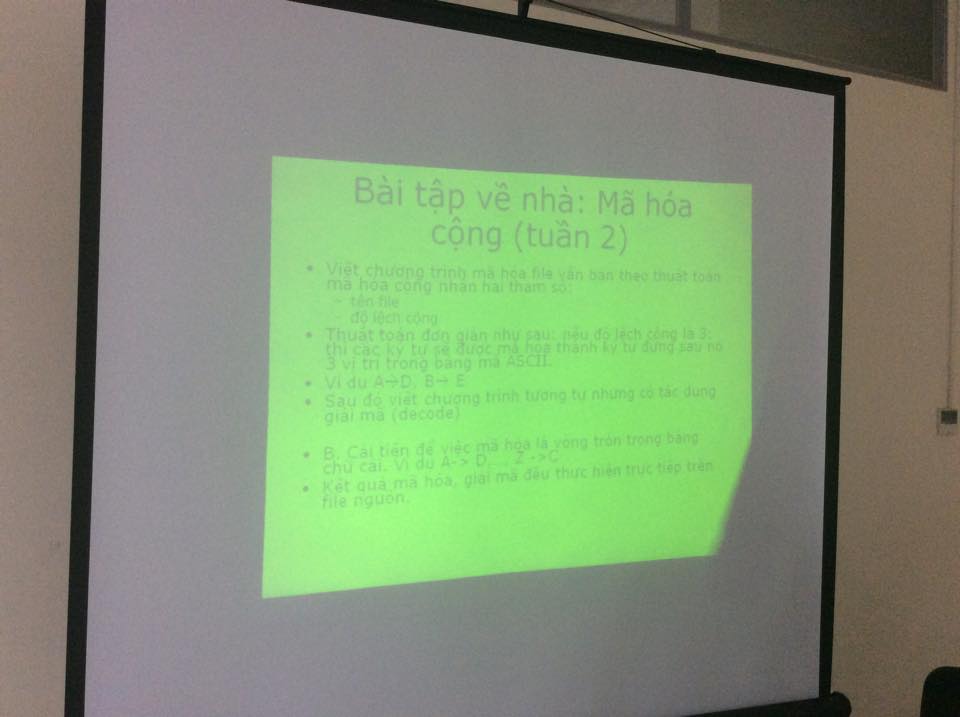 Bài tập về nhà: Mã hóa
cộng (tuần 2)
• Viết chương trình mã hóa file văn bản theo thuật toán
mã hóa cộng nhận hai tham số:
– tên file
– độ lệch cộng
• Thuật toán đơn giản như sau: nếu độ lệch cộng là 3:
thì các ký tự sẽ được mã hóa thành ký tự đứng sau nó
3 vị trí trong bảng mã ASCII.
• Ví dụ A→D, B→ E
• Sau đó viết chương trình tương tự nhưng có tác dụng
giải mã (decode)
• B. Cải tiến để việc mã hóa là vòng tròn trong bảng
chữ cái. Ví dụ A-> D,..., Z ->C
• Kết quả mã hóa, giải mã đều thực hiện trực tiếp trên
file nguồn.